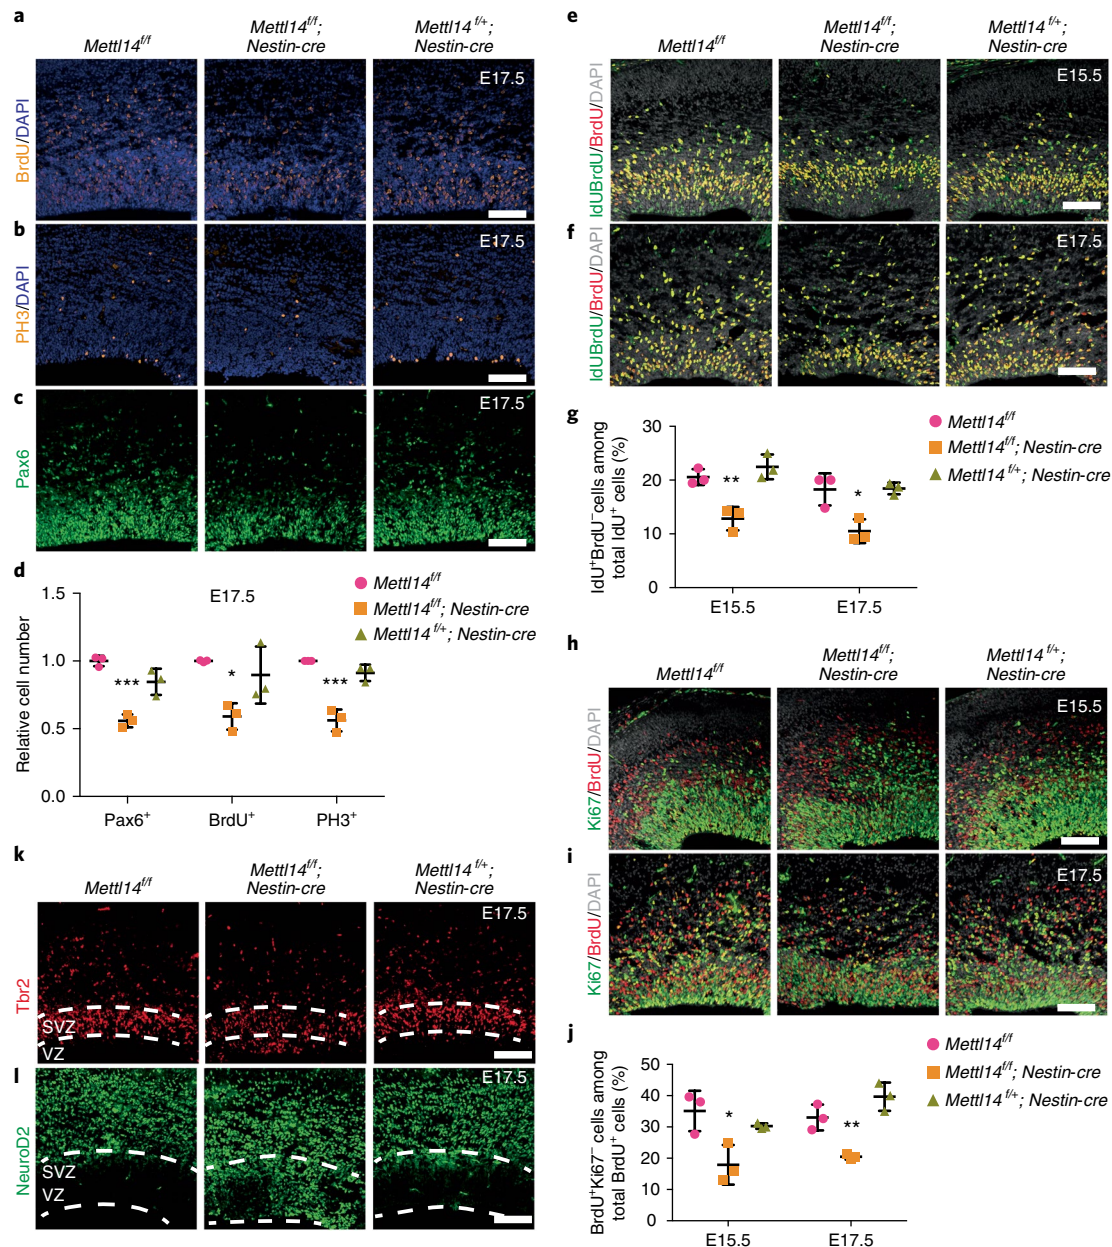 a
Mettl14f/f
Mettl14f/f;
Nestin-cre
Mettl14f/+;
Nestin-cre
BrdU/DAPI
E17.5
b
PH3/DAPI
E17.5
c
Pax6
E17.5
d
Relative cell number
1.5
1.0
0.5
0.0
E17.5
Mettl14f/f
Mettl14f/f; Nestin-cre
Mettl14f/+; Nestin-cre
***
*
***
Pax6+
BrdU+
PH3+
k
Mettl14f/f
Mettl14f/f;
Nestin-cre
Mettl14f/+;
Nestin-cre
Tbr2
E17.5
SVZ
VZ
l
NeuroD2
E17.5
SVZ
VZ
e
Mettl14f/f
Mettl14f/f;
Nestin-cre
Mettl14f/+;
Nestin-cre
IdUBrdU/BrdU/DAPI
E15.5
f
IdUBrdU/BrdU/DAPI
E17.5
g
IdU+BrdU− cells among
total IdU+ cells (%)
30
20
10
0
**
*
E15.5
E17.5
Mettl14f/f
Mettl14f/f; Nestin-cre
Mettl14f/+; Nestin-cre
h
Mettl14f/f
Mettl14f/f;
Nestin-cre
Mettl14f/+;
Nestin-cre
Ki67/BrdU/DAPI
E15.5
i
Ki67/BrdU/DAPI
E17.5
j
BrdU+Ki67− cells among
total BrdU+ cells (%)
50
40
30
20
10
0
*
**
E15.5
E17.5
Mettl14f/f
Mettl14f/f; Nestin-cre
Mettl14f/+; Nestin-cre